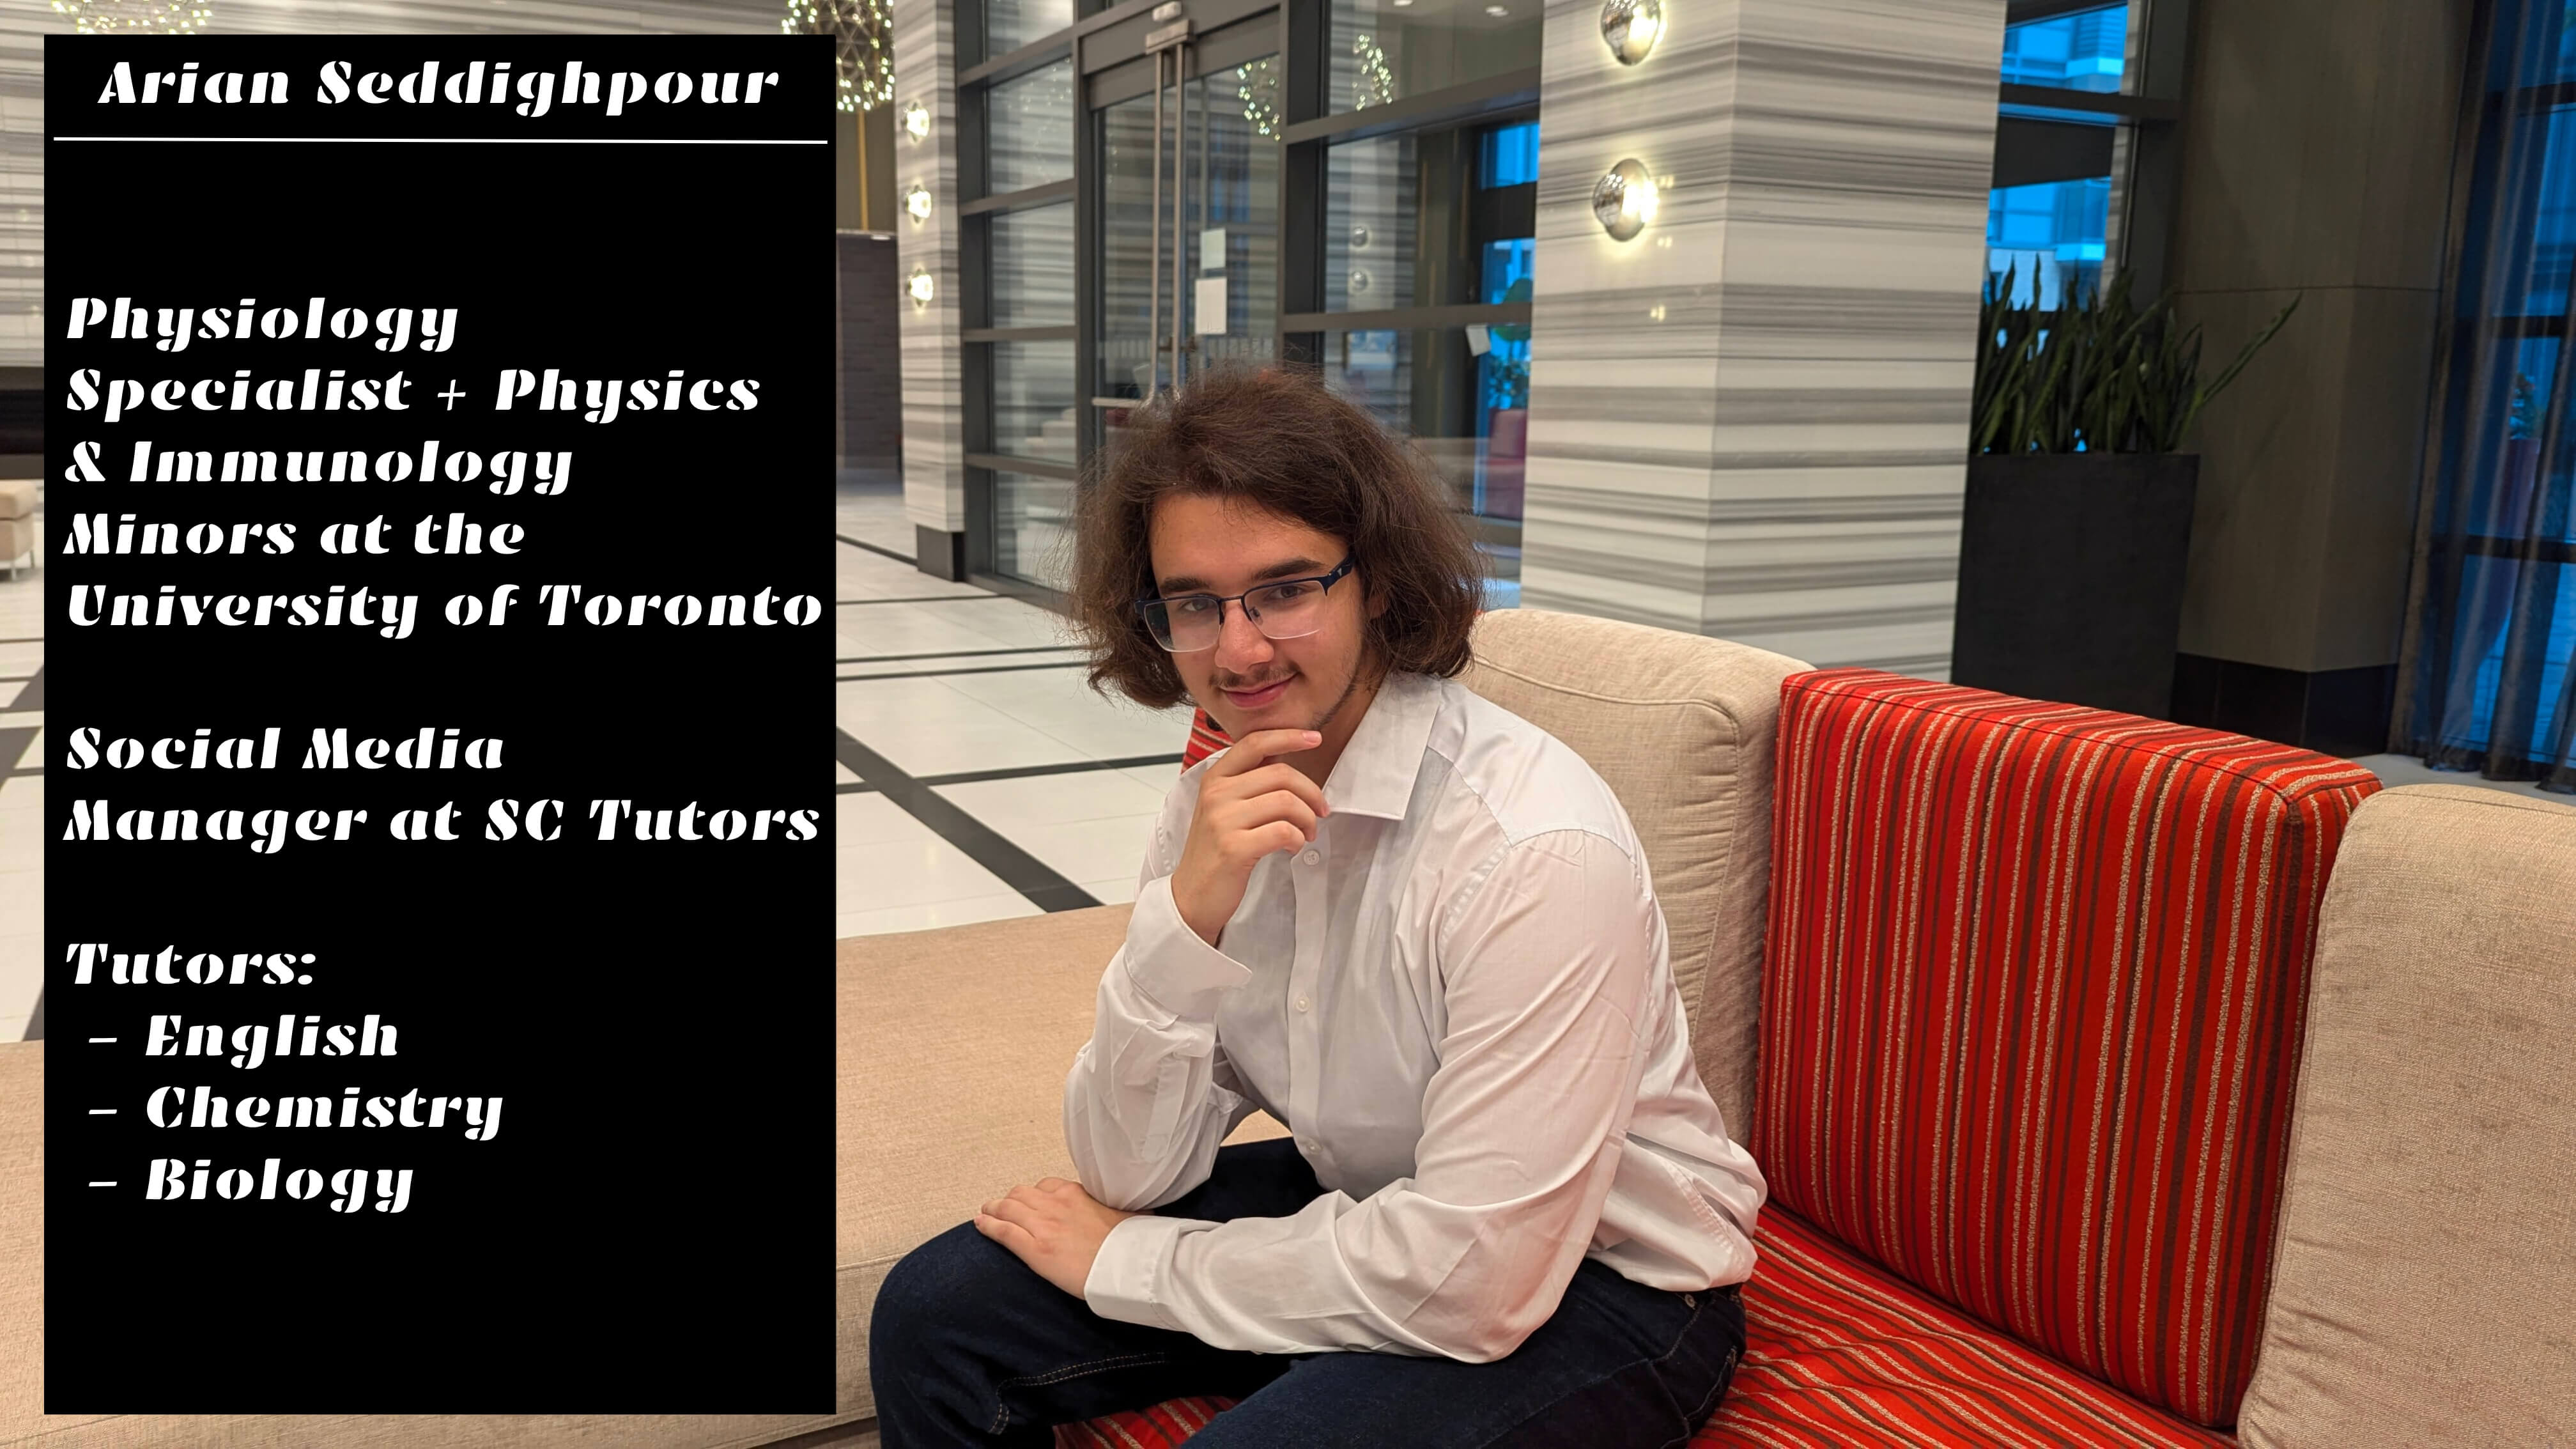 Arian Seddighpour
Physiology
Specialist + Physics
& Immunology
Minors at the
University of Toronto
Social Media
Manager at SC Tutors
Tutors:
- English
- Chemistry
- Biology